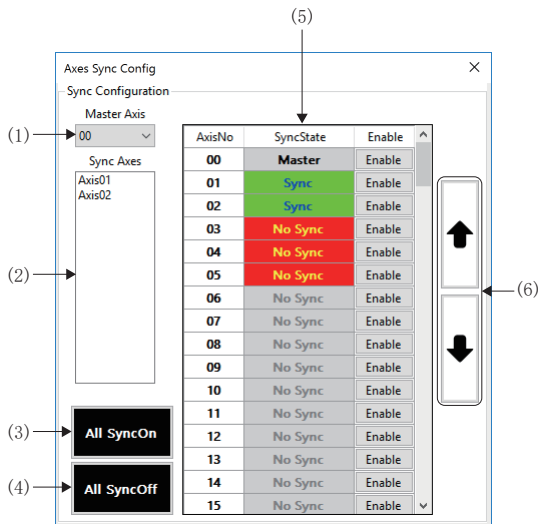 (5)
Axes Sync Config
Sync Configuration
Master Axis
(1)
00
Sync Axes
Axis01
Axis02
(2)
(3)
All SyncOn
(4)
All SyncOff
AxisNo SyncState Enable
00 Master Enable
01 Sync Enable
02 Sync Enable
03 No Sync Enable
04 No Sync Enable
05 No Sync Enable
06 No Sync Enable
07 No Sync Enable
08 No Sync Enable
09 No Sync Enable
10 No Sync Enable
11 No Sync Enable
12 No Sync Enable
13 No Sync Enable
14 No Sync Enable
15 No Sync Enable
(6)